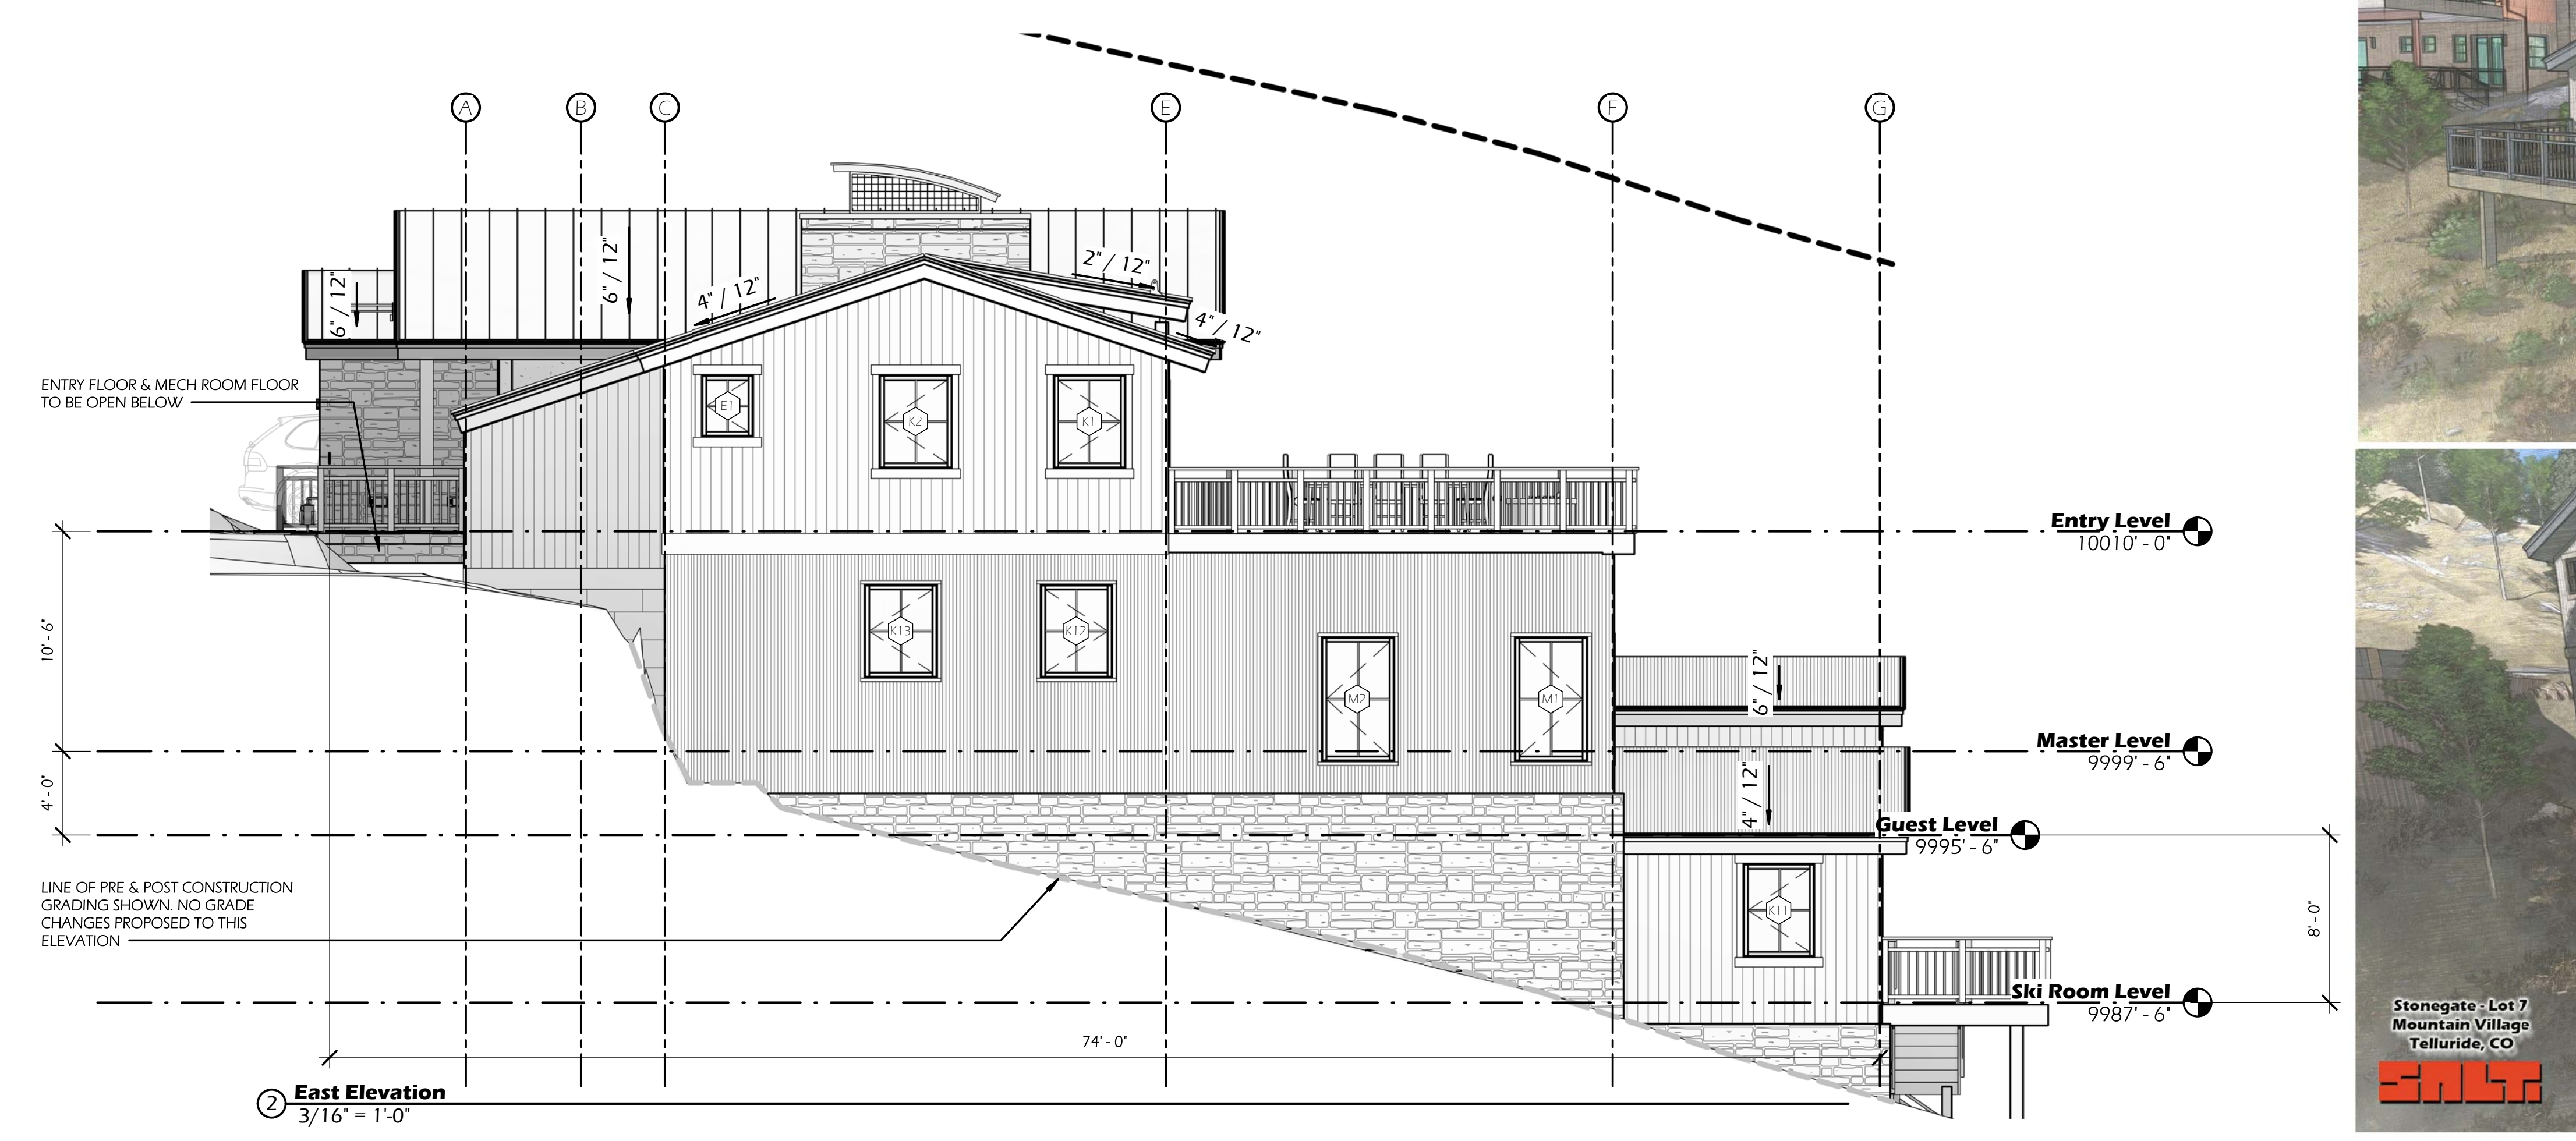 A
B
C
E
F
G
6" / 12"
6" / 12"
4" / 12"
2" / 12"
4" / 12"
ENTRY FLOOR & MECH ROOM FLOOR
TO BE OPEN BELOW
E1
K2
K1
Entry Level
10010' - 0"
10' - 6"
K13
K12
M2
M1
6" / 12"
Master Level
9999' - 6"
4' - 0"
4" / 12"
Guest Level
9995' - 6"
LINE OF PRE & POST CONSTRUCTION
GRADING SHOWN. NO GRADE
CHANGES PROPOSED TO THIS
ELEVATION
K11
8' - 0"
Ski Room Level
9987' - 6"
74' - 0"
2
East Elevation
3/16" = 1'-0"
Stonegate - Lot 7
Mountain Village
Telluride, CO
SALT.